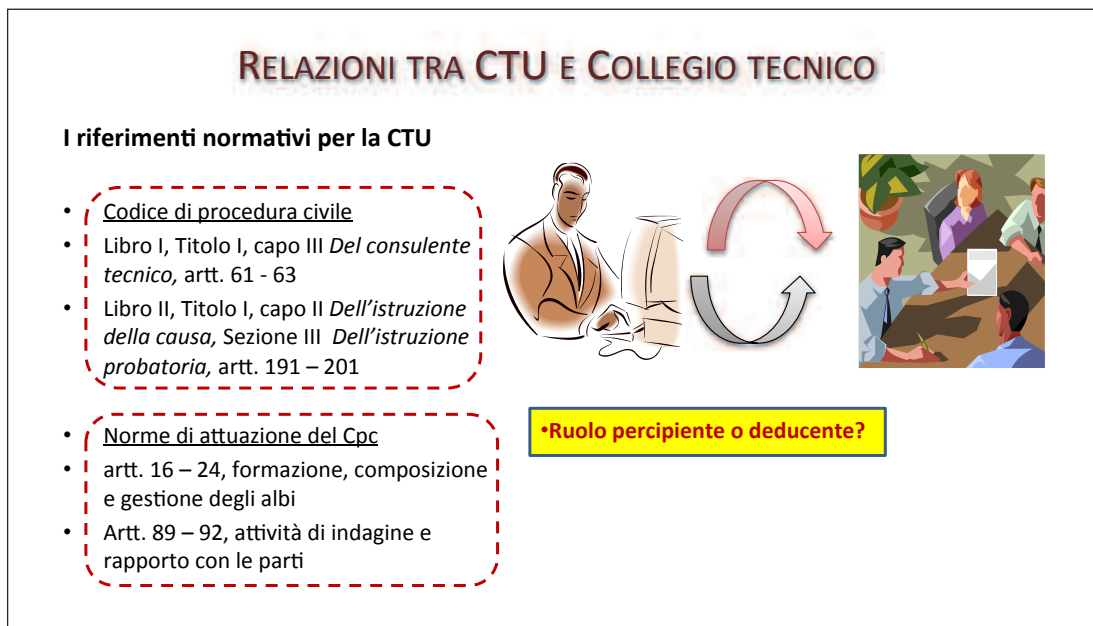 RELAZIONI TRA CTU E COLLEGIO TECNICO
I riferimenti normativi per la CTU
• Codice di procedura civile
• Libro I, Titolo I, capo III Del consulente
tecnico, artt. 61 - 63
• Libro II, Titolo I, capo II Dell'istruzione
della causa, Sezione III Dell'istruzione
probatoria, artt. 191 – 201
• Norme di attuazione del Cpc
• artt. 16 – 24, formazione, composizione
e gestione degli albi
• Artt. 89 – 92, attività di indagine e
rapporto con le parti
•Ruolo percipiente o deducente?